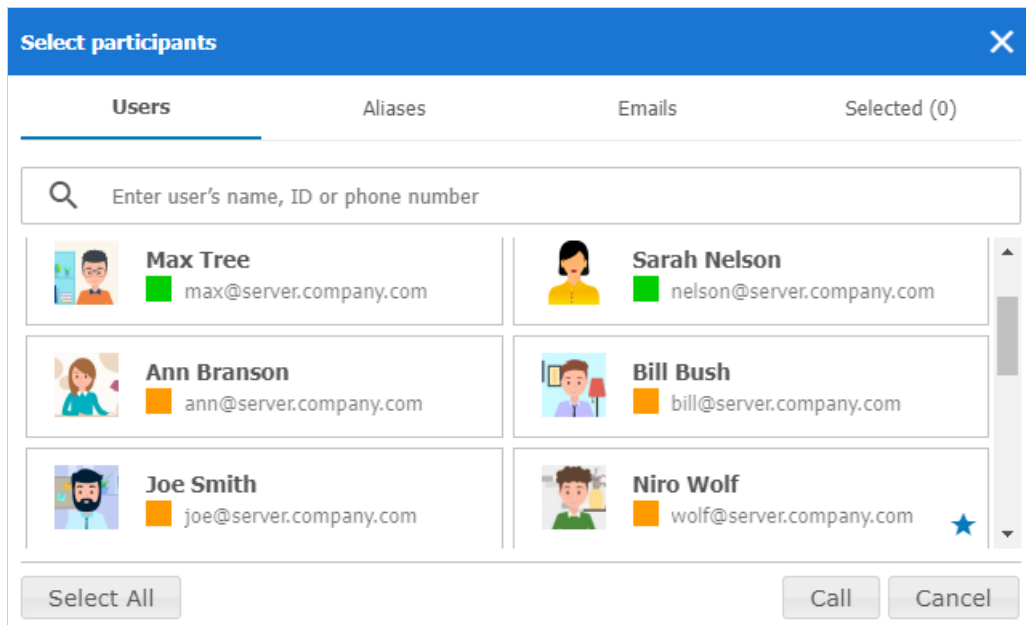 Select participants
Users Aliases Emails Selected (0)
Enter user’s name, ID or phone number
Max Tree
max@server.company.com
Sarah Nelson
nelson@server.company.com
Ann Branson
ann@server.company.com
Bill Bush
bill@server.company.com
Joe Smith
joe@server.company.com
Niro Wolf
wolf@server.company.com
Select All Call Cancel